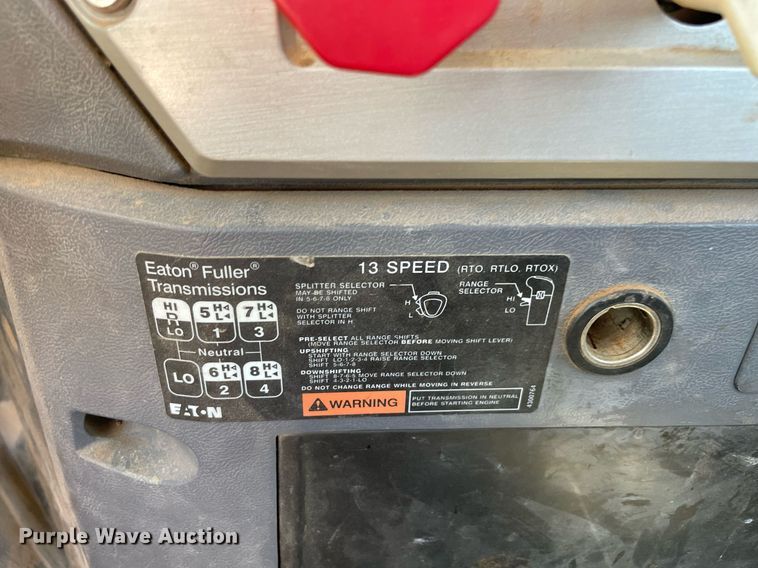 Eaton® Fuller®
Transmissions
13 SPEED (RTO. RTLO. RTOX)
SPLITTER SELECTOR
MAY BE SHIFTED
IN 5-6-7-8 ONLY
DO NOT RANGE SHIFT
WITH SPLITTER
SELECTOR IN H
H
L
RANGE
SELECTOR
HI
LO
HI
R
LO
5 H
L
1
7 H
L
3
Neutral
LO
6 H
L
2
8 H
L
4
PRE-SELECT ALL RANGE SHIFTS
(MOVE RANGE SELECTOR BEFORE MOVING SHIFT LEVER)
UPSHIFTING
START WITH RANGE SELECTOR DOWN
SHIFT LO-1-2-3-4 RAISE RANGE SELECTOR
SHIFT 5-6-7-8
DOWNSHIFTING
SHIFT 8-7-6-5 MOVE RANGE SELECTOR DOWN
SHIFT 4-3-2-1-LO
DO NOT CHANGE RANGE WHILE MOVING IN REVERSE
EATON
WARNING
PUT TRANSMISSION IN NEUTRAL
BEFORE STARTING ENGINE
4300764
Purple Wave Auction